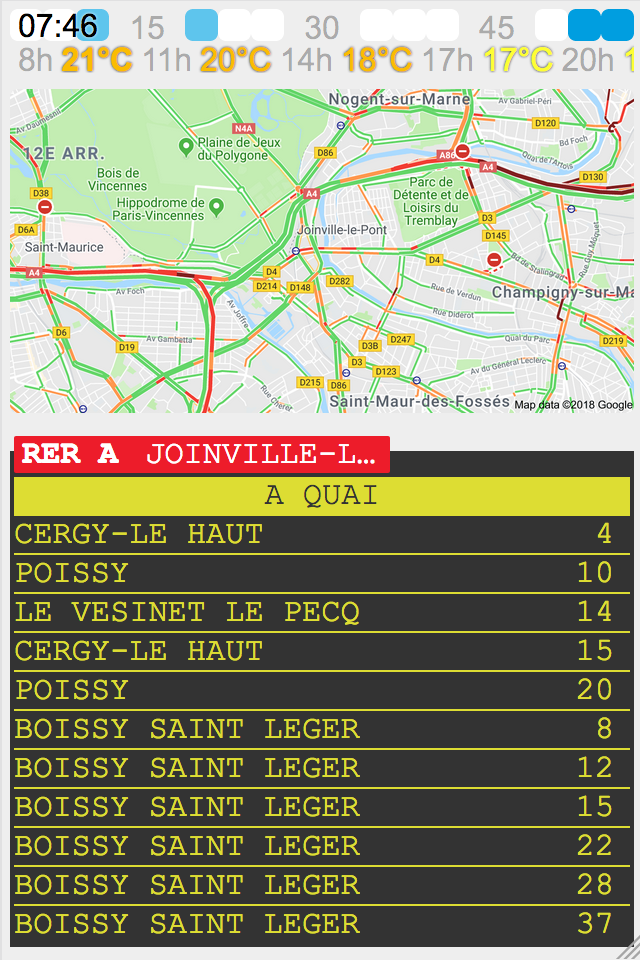 07:46 15 30 45
8h 21°C 11h 20°C 14h 18°C 17h 17°C 20h
Nogent-sur-Marne
Av Gabriel-Péri
Av Daumesnil
N4A
D120
Plaine de Jeux
du Polygone
12E ARR.
D86
A86
Bd Foch
Quai de l'Artois
A4
Bois de
Vincennes
D130
D38
A4
Parc de
Détente et de
Loisirs du
Tremblay
Hippodrome de
Paris-Vincennes
D3
D6A
Joinville-le-Pont
D145
Rue Guy Môquet
Saint-Maurice
D4
Bd de Stalingrad
A4
D4
D214
D148
D282
Av Foch
Rue de Verdun
Champigny-sur-Ma
Av Joffre
Rue Diderot
D6
D19
Av Gambetta
D3B
D247
Quai du Parc
D219
D3
D123
Av du Général Leclerc
D215
D86
Rue Chéret
Saint-Maur-des-Fossés
Map data ©2018 Google
RER A JOINVILLE-L…
A QUAI
CERGY-LE HAUT 4
POISSY 10
LE VESINET LE PECQ 14
CERGY-LE HAUT 15
POISSY 20
BOISSY SAINT LEGER 8
BOISSY SAINT LEGER 12
BOISSY SAINT LEGER 15
BOISSY SAINT LEGER 22
BOISSY SAINT LEGER 28
BOISSY SAINT LEGER 37